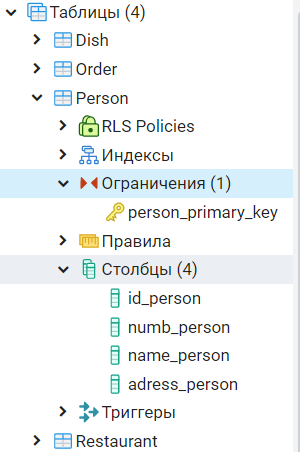 Таблицы (4)
Dish
Order
Person
RLS Policies
Индексы
Ограничения (1)
person_primary_key
Правила
Столбцы (4)
id_person
numb_person
name_person
adress_person
Триггеры
Restaurant